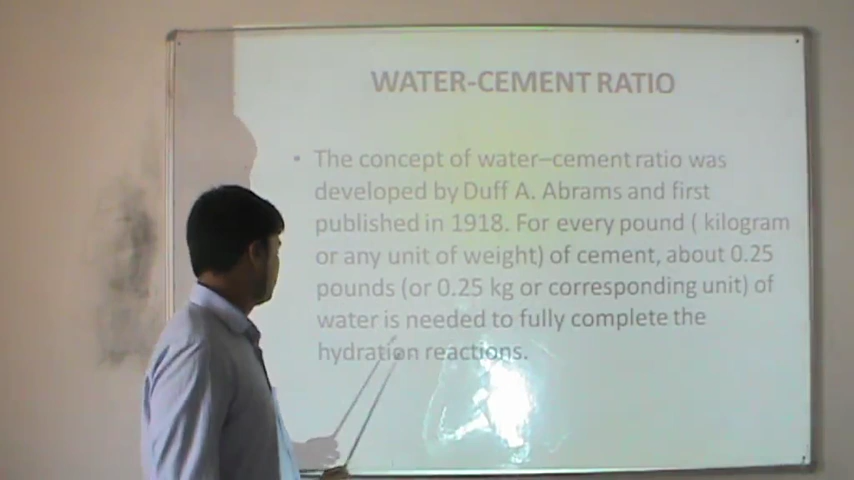 WATER-CEMENT RATIO
• The concept of water–cement ratio was
developed by Duff A. Abrams and first
published in 1918. For every pound ( kilogram
or any unit of weight) of cement, about 0.25
pounds (or 0.25 kg or corresponding unit) of
water is needed to fully complete the
hydration reactions.